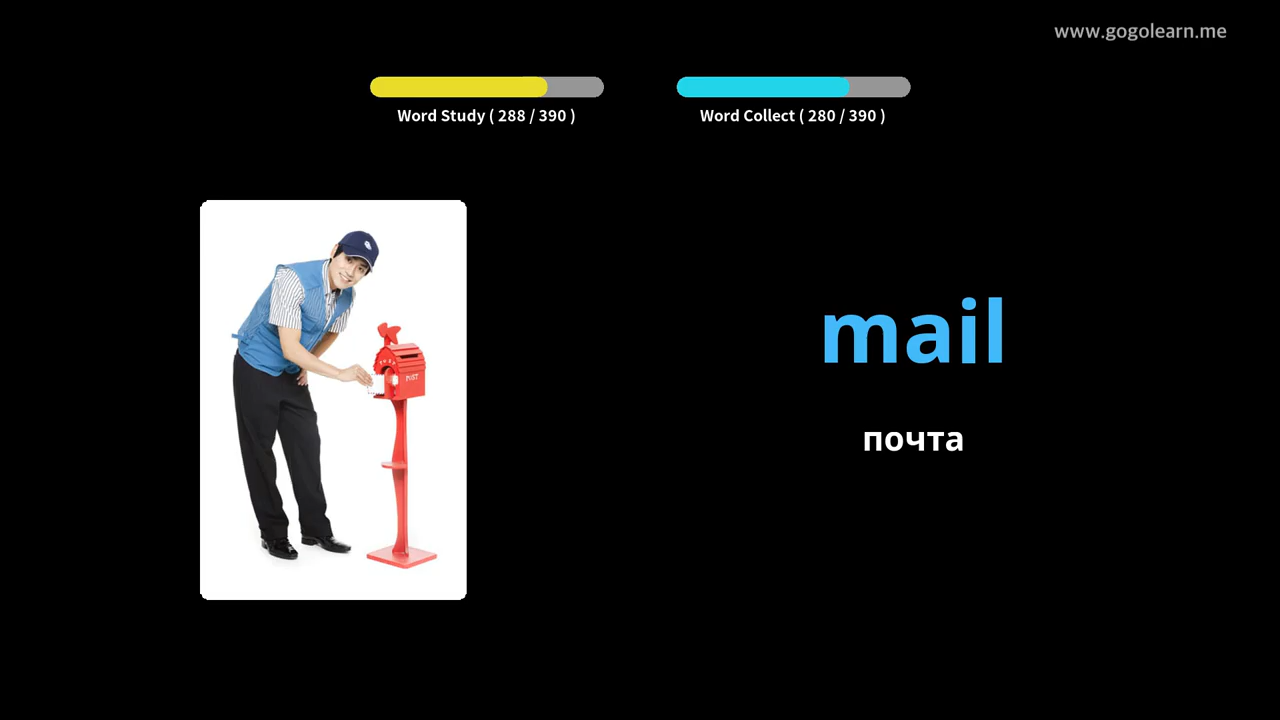 www.gogolearn.me
Word Study ( 288 / 390 )
Word Collect ( 280 / 390 )
POST
mail
почта